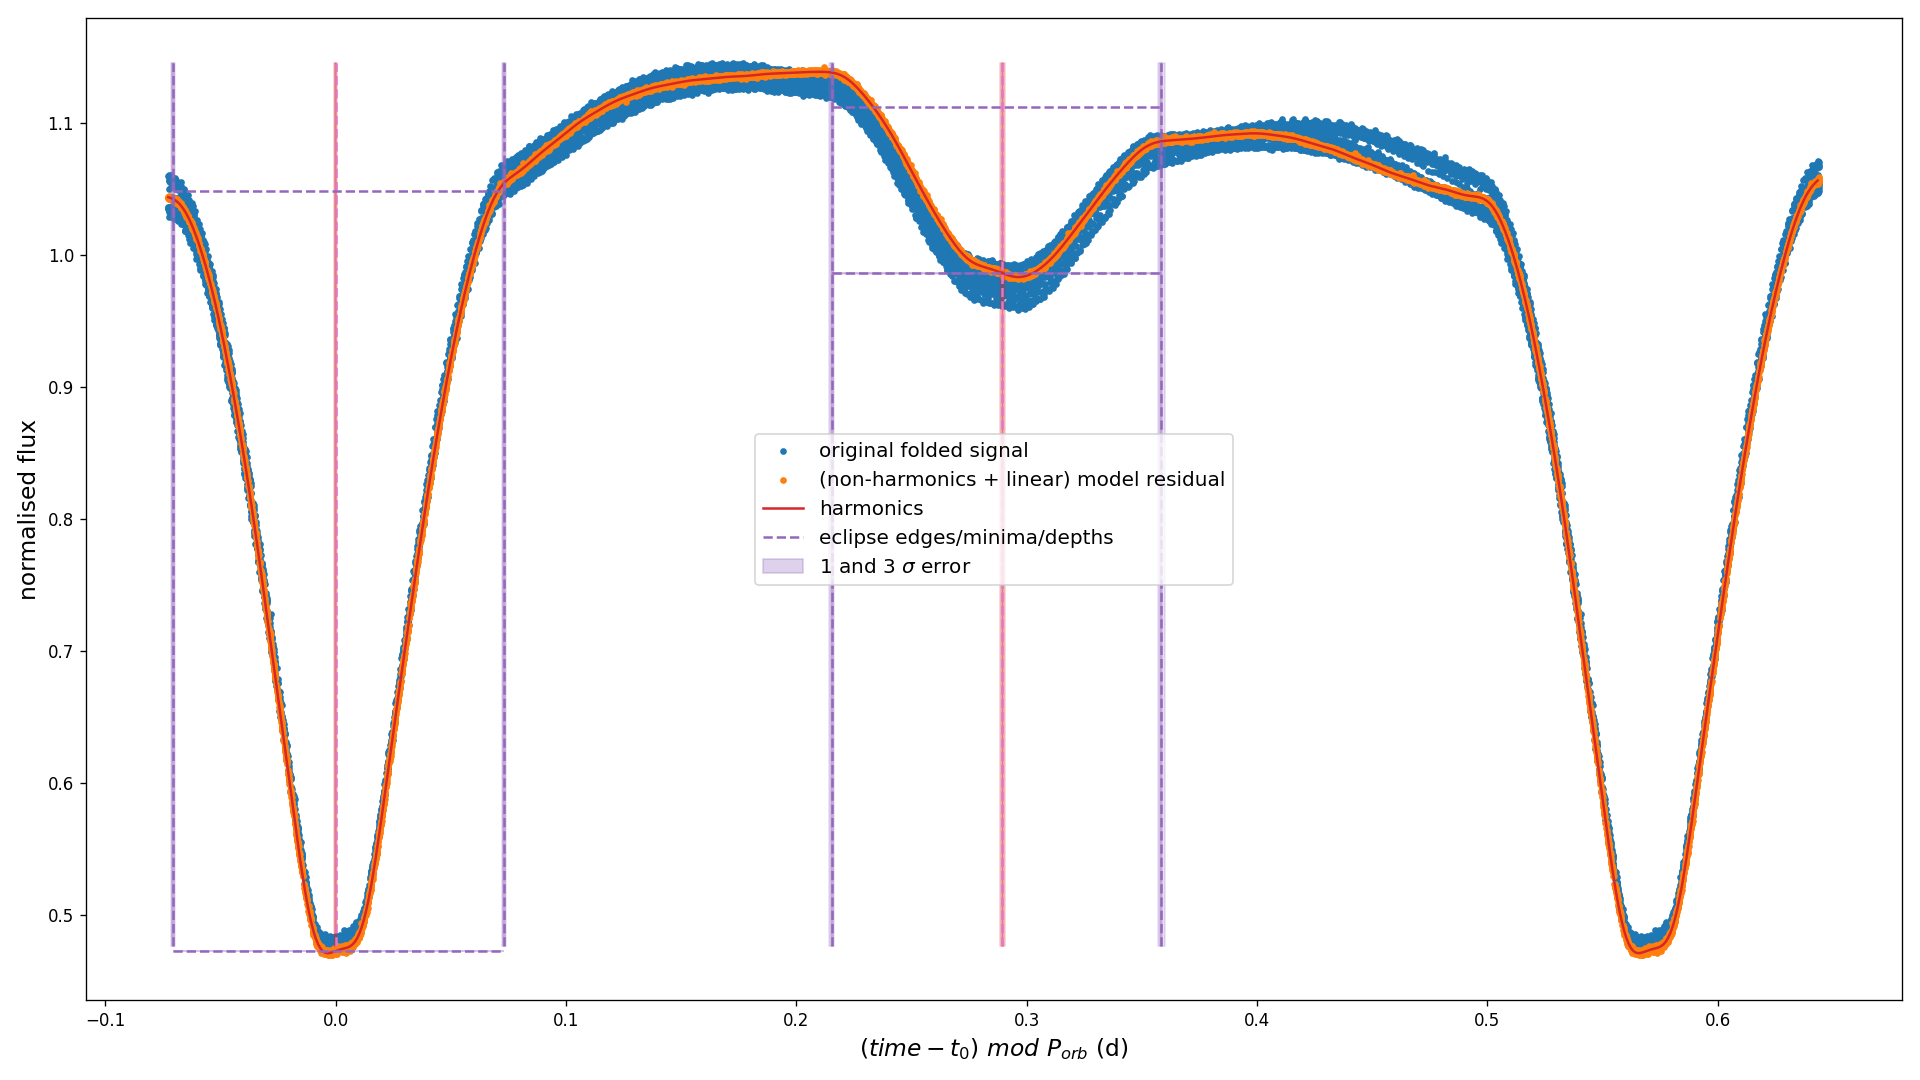 normalised flux
1.1
1.0
0.9
0.8
0.7
0.6
0.5
original folded signal
(non-harmonics + linear) model residual
harmonics
eclipse edges/minima/depths
1 and 3 σ error
−0.1 0.0 0.1 0.2 0.3 0.4 0.5 0.6
(time − t₀) mod Pₒᵣb (d)